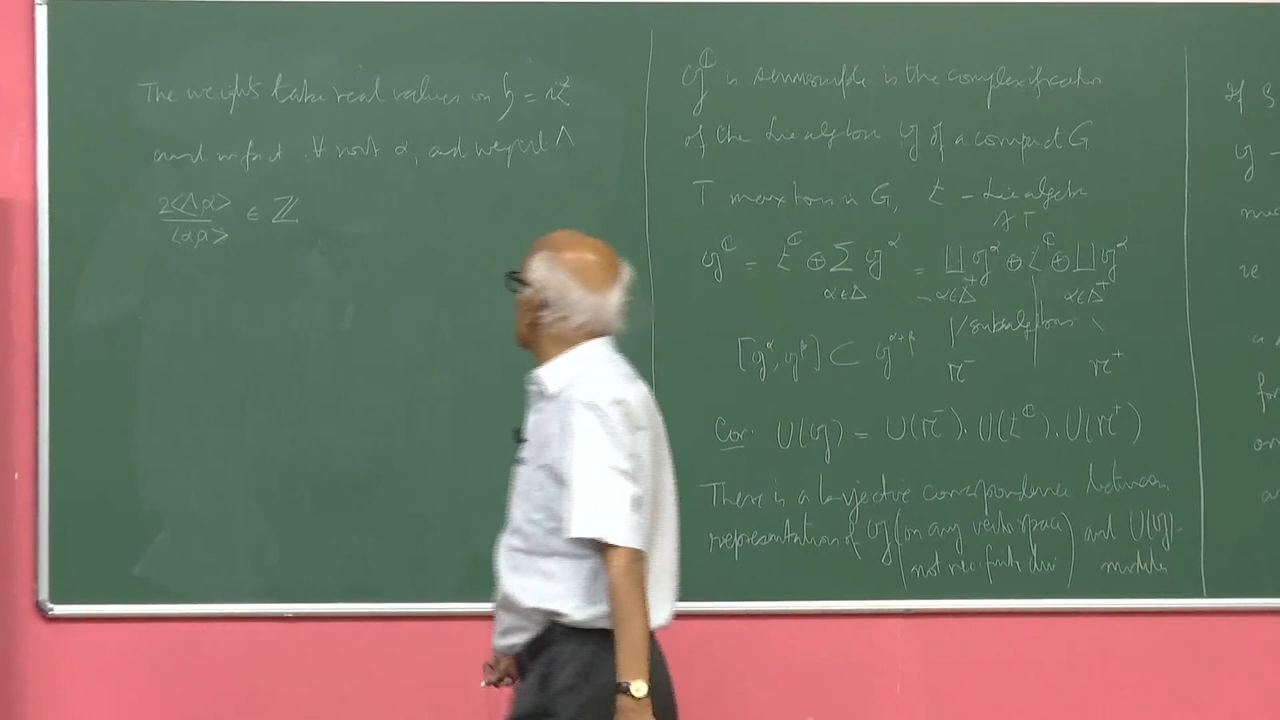 The weights take real values on 𝔥 = i𝔱
and in fact ∀ root α, and weight Λ
2<Λ,α> / <α,α> ∈ ℤ
𝔤^ℂ is semisimple is the complexification
of the Lie algebra 𝔤 of a compact G
T max torus in G, 𝔱 - Lie algebra
of T
𝔤^ℂ = 𝔱^ℂ ⊕ ∑ 𝔤^α = ∐ 𝔤^α ⊕ 𝔱^ℂ ⊕ ∐ 𝔤^α
α∈Δ -α∈Δ^+ α∈Δ^+
subalgebras
[𝔤^α, 𝔤^β] ⊂ 𝔤^{α+β} 𝔫^- 𝔫^+
Cor. U(𝔤) = U(𝔫^-). U(𝔱^ℂ). U(𝔫^+)
There is a bijective correspondence between
representation of 𝔤 (on any vector space) and U(𝔤)-
(not nec finite dim) modules
If
𝔤